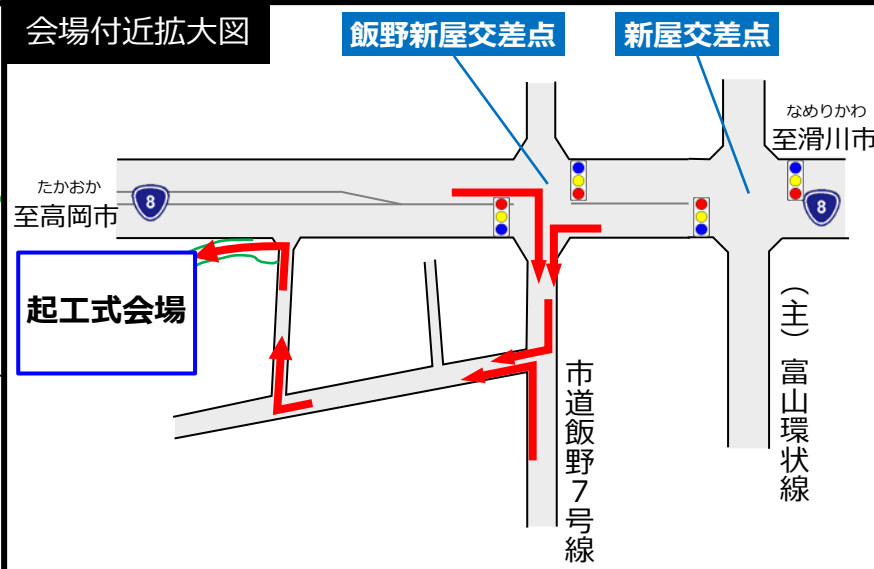 会場付近拡大図
飯野新屋交差点
新屋交差点
なめりかわ
至滑川市
たかおか
至高岡市
8
8
起工式会場
市道飯野7号線
(主)富山環状線